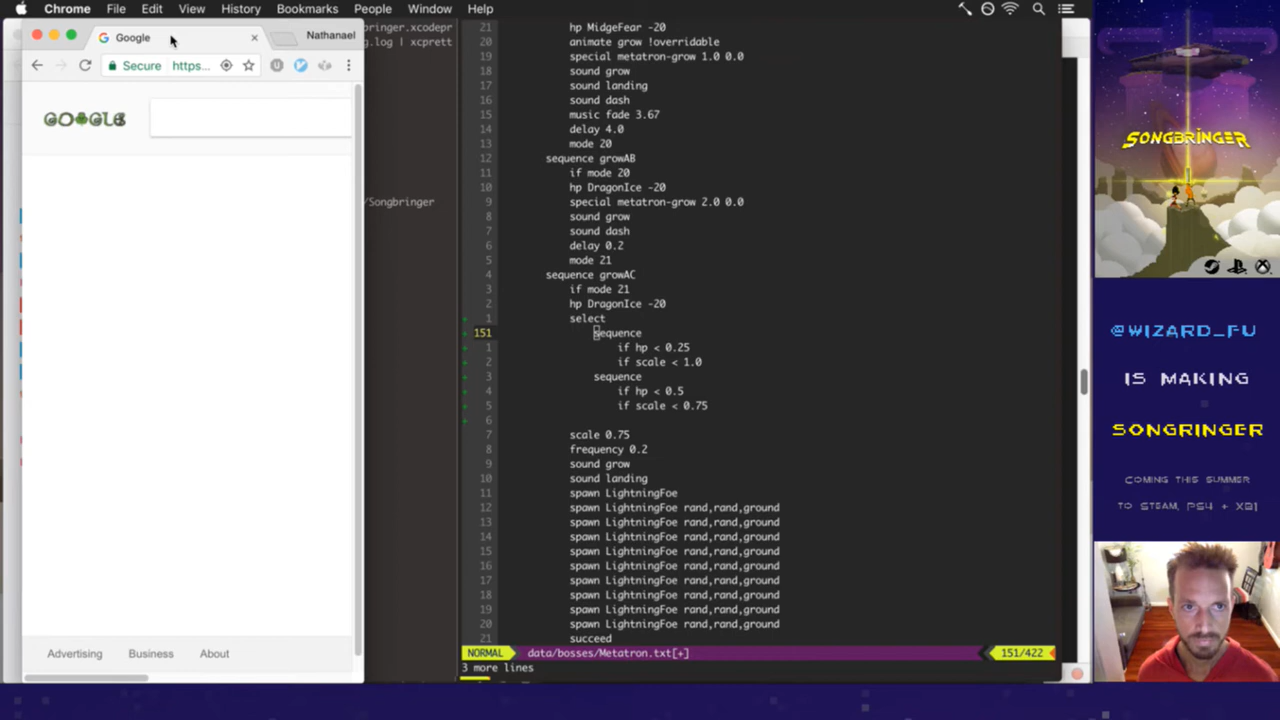 Chrome File Edit View History Bookmarks People Window Help
Google
Nathanael
Secure https...
GOOGLE
Advertising Business About
ringer.xcodepr
g.log | xcprett
/Songbringer
21 hp MidgeFear -20
20 animate grow !overridable
19 special metatron-grow 1.0 0.0
18 sound grow
17 sound landing
16 sound dash
15 music fade 3.67
14 delay 4.0
13 mode 20
12 sequence growAB
11 if mode 20
10 hp DragonIce -20
9 special metatron-grow 2.0 0.0
8 sound grow
7 sound dash
6 delay 0.2
5 mode 21
4 sequence growAC
3 if mode 21
2 hp DragonIce -20
1 select
151 sequence
1 if hp < 0.25
2 if scale < 1.0
3 sequence
4 if hp < 0.5
5 if scale < 0.75
6
7 scale 0.75
8 frequency 0.2
9 sound grow
10 sound landing
11 spawn LightningFoe
12 spawn LightningFoe rand,rand,ground
13 spawn LightningFoe rand,rand,ground
14 spawn LightningFoe rand,rand,ground
15 spawn LightningFoe rand,rand,ground
16 spawn LightningFoe rand,rand,ground
17 spawn LightningFoe rand,rand,ground
18 spawn LightningFoe rand,rand,ground
19 spawn LightningFoe rand,rand,ground
20 spawn LightningFoe rand,rand,ground
21 succeed
NORMAL data/bosses/Metatron.txt[+] 151/422
3 more lines
SONGBRINGER
@WIZARD_FU
IS MAKING
SONGRINGER
COMING THIS SUMMER
TO STEAM, PS4 + XB1